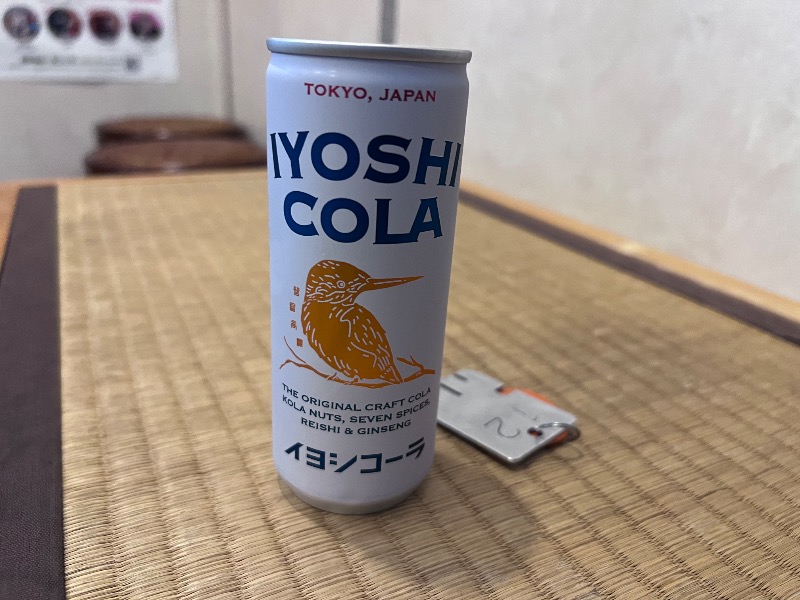 TOKYO, JAPAN
IYOSHI
COLA
THE ORIGINAL CRAFT COLA
KOLA NUTS, SEVEN SPICES,
REISHI & GINSENG
イヨシコーラ
2